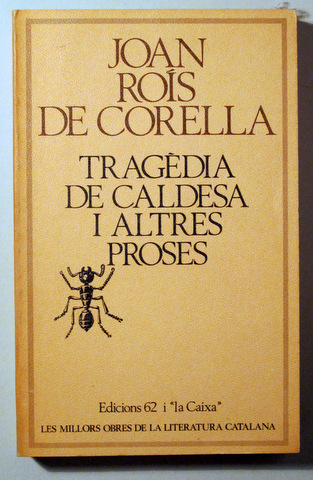 JOAN
ROÍS
DE CORELLA
TRAGÈDIA
DE CALDESA
I ALTRES
PROSES
Edicions 62 i "la Caixa"
LES MILLORS OBRES DE LA LITERATURA CATALANA